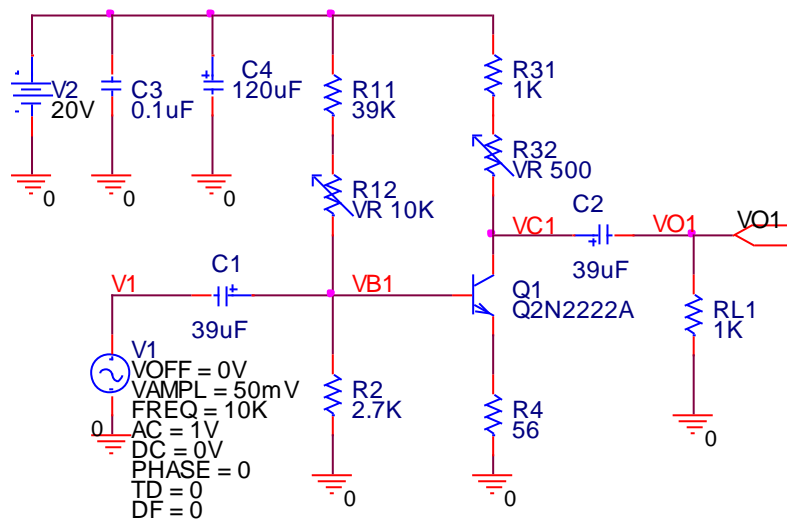 V2
20V
0
C3
0.1uF
0
C4
120uF
0
R11
39K
R12
VR 10K
R31
1K
R32
VR 500
VC1
C2
39uF
VO1
VO1
V1
C1
39uF
VB1
Q1
Q2N2222A
RL1
1K
0
V1
VOFF = 0V
VAMPL = 50mV
FREQ = 10K
AC = 1V
DC = 0V
PHASE = 0
TD = 0
DF = 0
0
R2
2.7K
0
R4
56
0